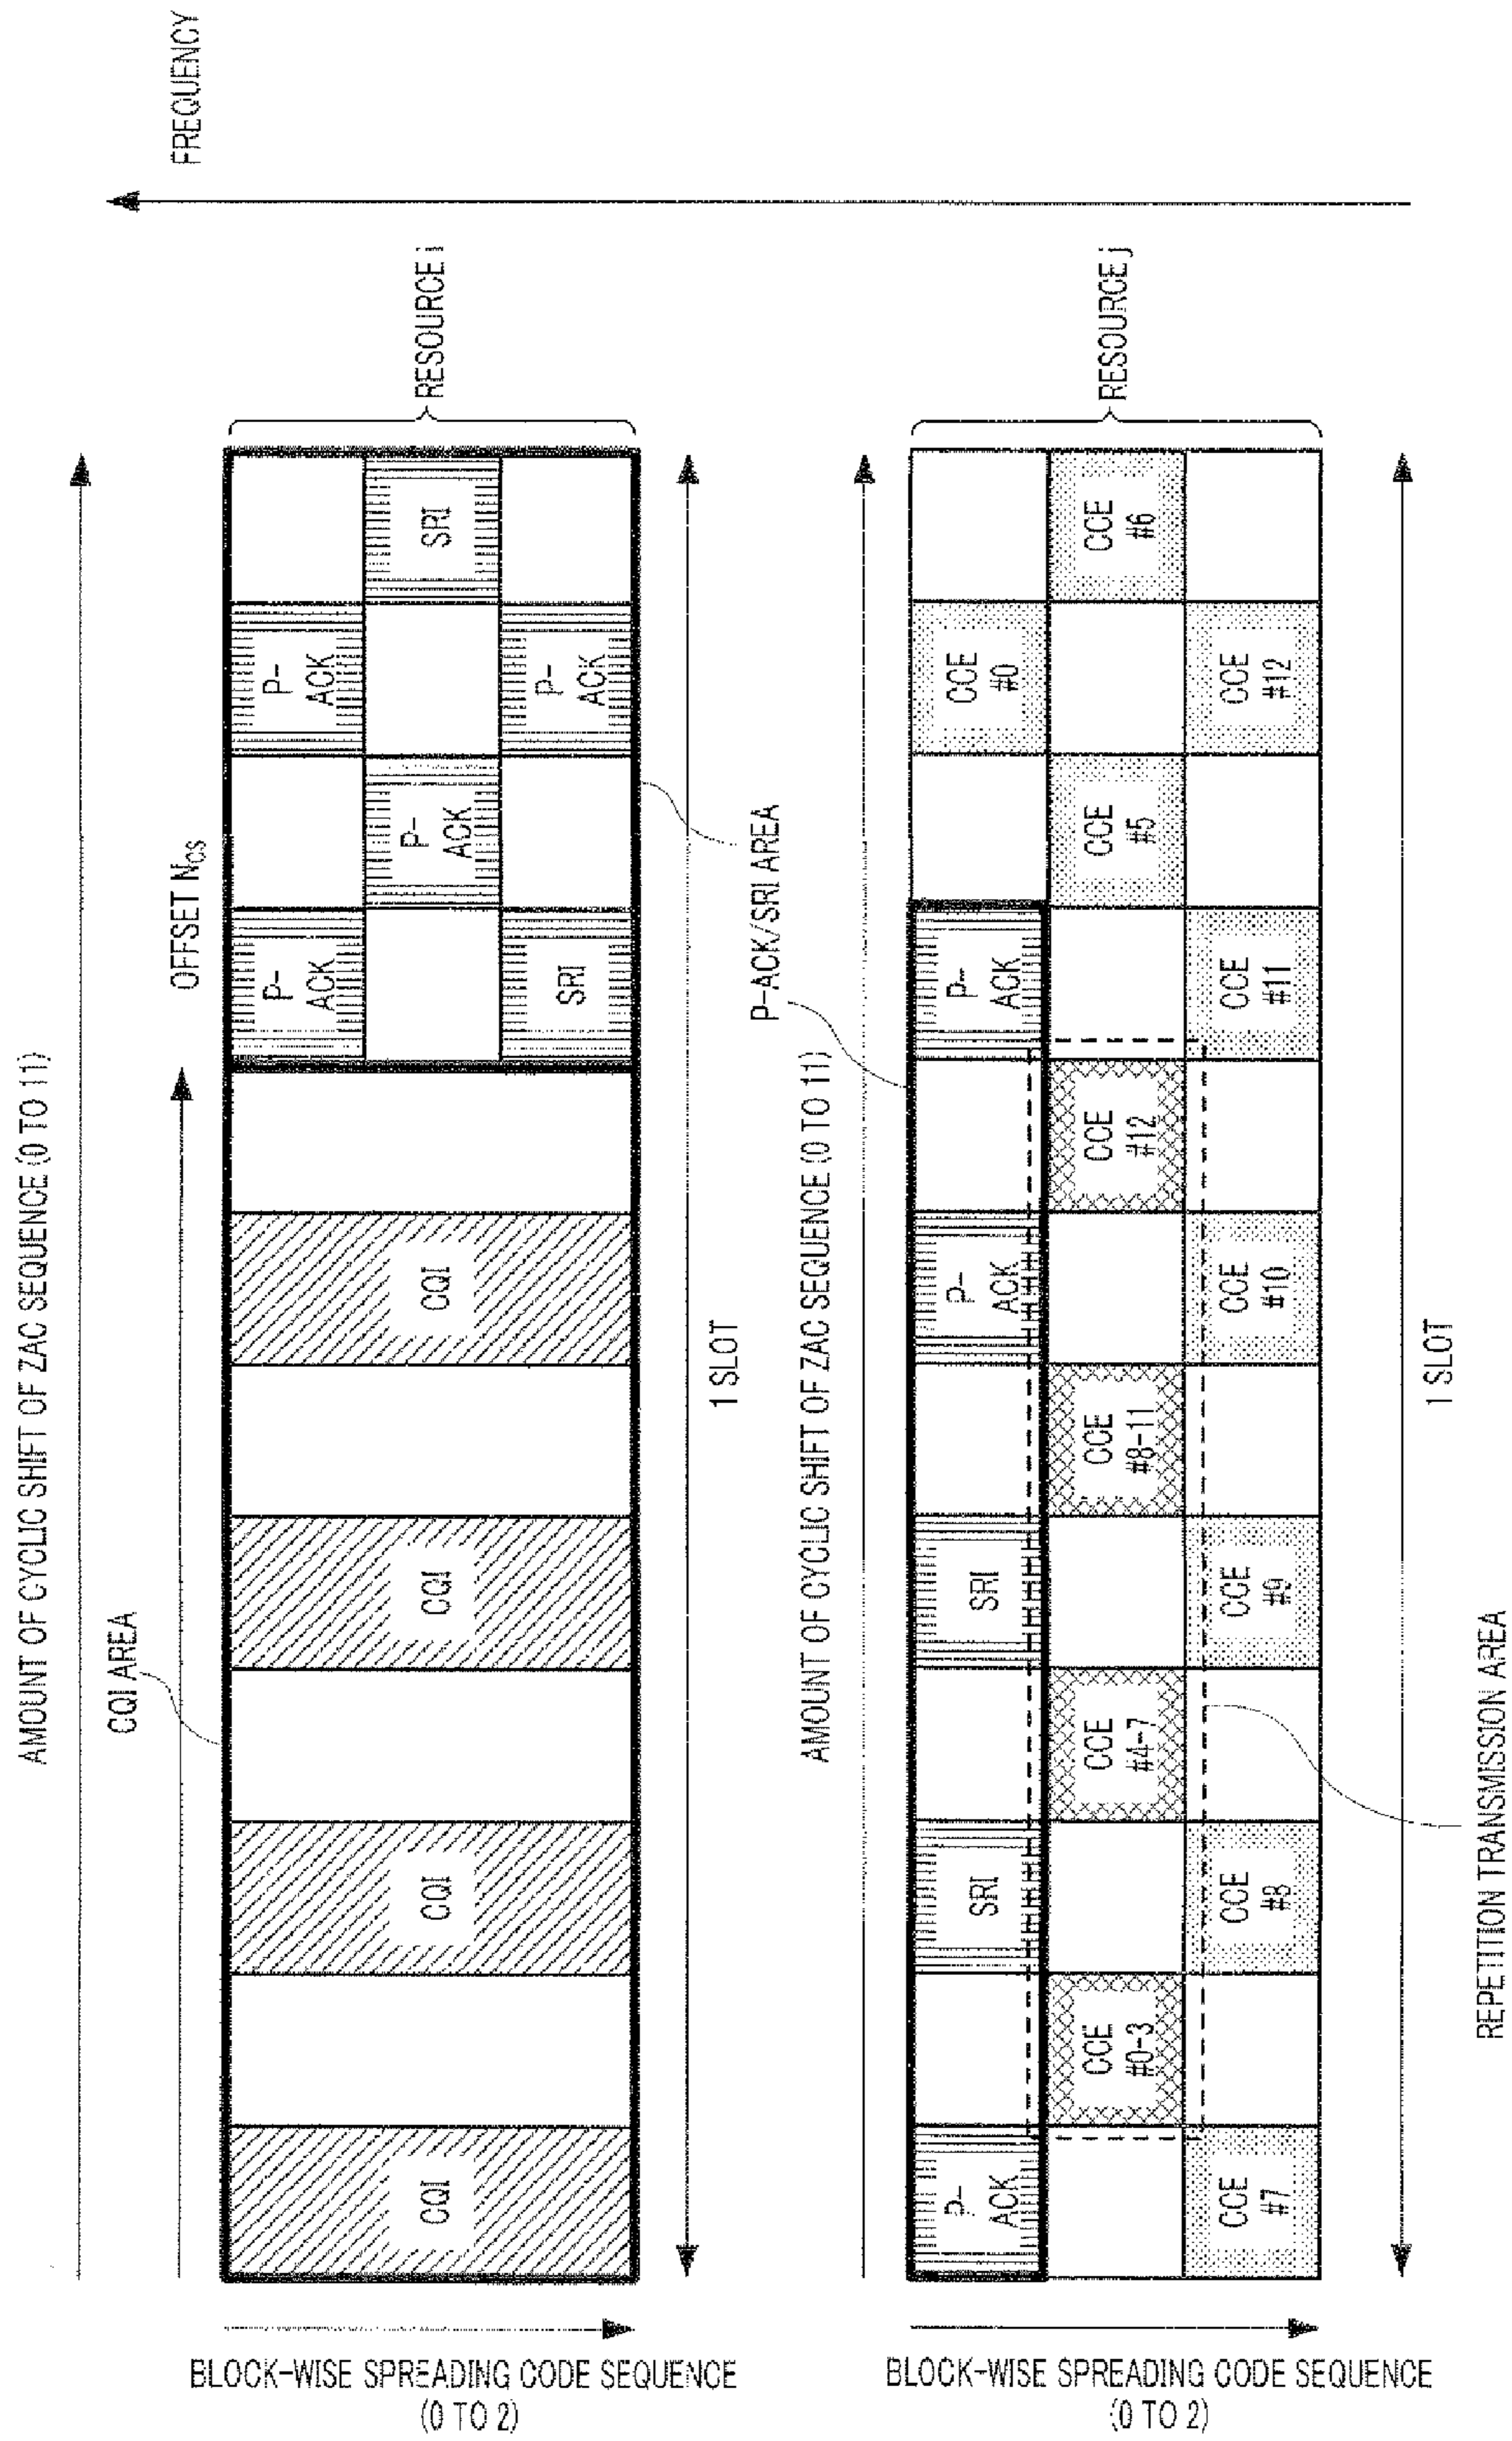 AMOUNT OF CYCLIC SHIFT OF ZAC SEQUENCE (0 TO 11)
CQI AREA
OFFSET NCS
FREQUENCY
BLOCK-WISE SPREADING CODE SEQUENCE
(0 TO 2)
P-
ACK
P-
ACK
CQI
CQI
CQI
CQI
P-
ACK
SRI
SRI
P-
ACK
RESOURCE i
1 SLOT
P-ACK/SRI AREA
AMOUNT OF CYCLIC SHIFT OF ZAC SEQUENCE (0 TO 11)
BLOCK-WISE SPREADING CODE SEQUENCE
(0 TO 2)
P-
ACK
SRI
SRI
P-
ACK
P-
ACK
CCE
#0
CCE
#0-3
CCE
#4-7
CCE
#8-11
CCE
#12
CCE
#5
CCE
#6
CCE
#7
CCE
#8
CCE
#9
CCE
#10
CCE
#11
CCE
#12
RESOURCE j
1 SLOT
REPETITION TRANSMISSION AREA